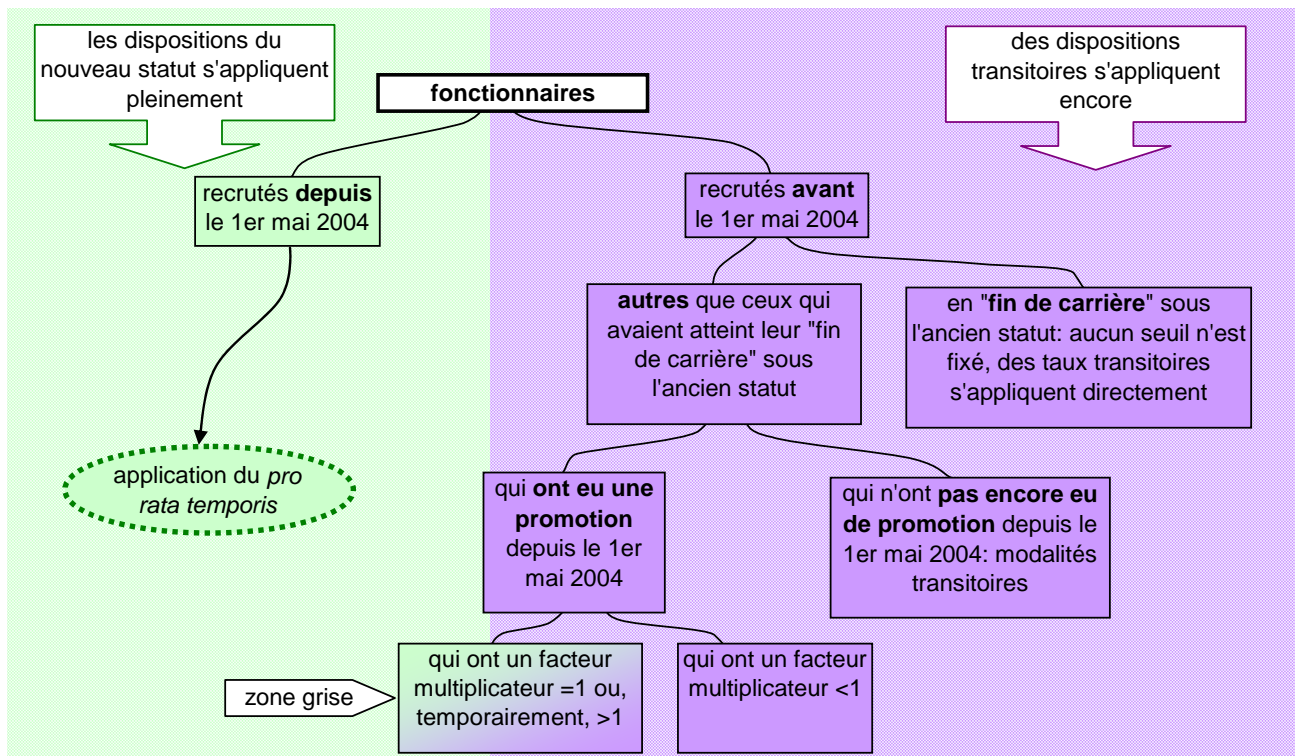 les dispositions du
nouveau statut s'appliquent
pleinement
des dispositions
transitoires s'appliquent
encore
fonctionnaires
recrutés depuis
le 1er mai 2004
recrutés avant
le 1er mai 2004
autres que ceux qui
avaient atteint leur "fin
de carrière" sous
l'ancien statut
en "fin de carrière" sous
l'ancien statut: aucun seuil n'est
fixé, des taux transitoires
s'appliquent directement
application du pro
rata temporis
qui ont eu une
promotion
depuis le 1er
mai 2004
qui n'ont pas encore eu
de promotion depuis le
1er mai 2004: modalités
transitoires
zone grise
qui ont un facteur
multiplicateur =1 ou,
temporairement, >1
qui ont un facteur
multiplicateur <1